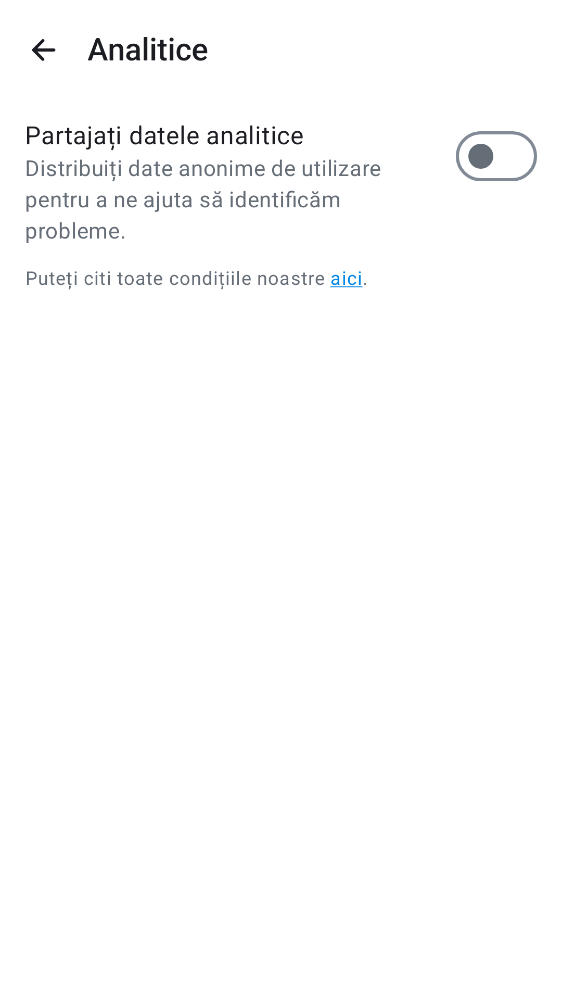 Analitice
Partajați datele analitice
Distribuiți date anonime de utilizare
pentru a ne ajuta să identificăm
probleme.
Puteți citi toate condițiile noastre aici.